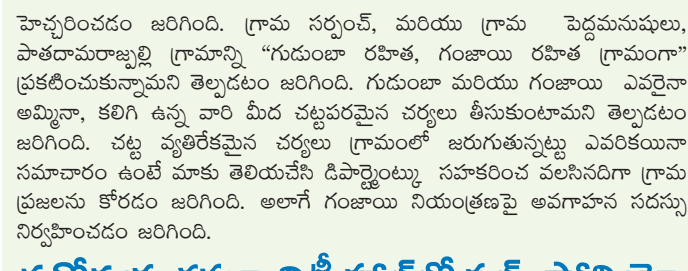 హెచ్చరించడం జరిగింది. గ్రామ సర్పంచ్, మరియు గ్రామ పెద్దమనుషులు,
పాతదామరాజ్పల్లి గ్రామాన్ని “గుడుంబా రహిత, గంజాయి రహిత గ్రామంగా”
ప్రకటించుకున్నామని తెల్పడటం జరిగింది. గుడుంబా మరియు గంజాయి ఎవరైనా
అమ్మినా, కలిగి ఉన్న వారి మీద చట్టపరమైన చర్యలు తీసుకుంటామని తెల్పడటం
జరిగింది. చట్ట వ్యతిరేకమైన చర్యలు గ్రామంలో జరుగుతున్నట్టు ఎవరికయినా
సమాచారం ఉంటే మాకు తెలియచేసి డిపార్ట్మెంట్కు సహకరించ వలసినదిగా గ్రామ
ప్రజలను కోరడం జరిగింది. అలాగే గంజాయి నియంత్రణపై అవగాహన సదస్సు
నిర్వహించడం జరిగింది.